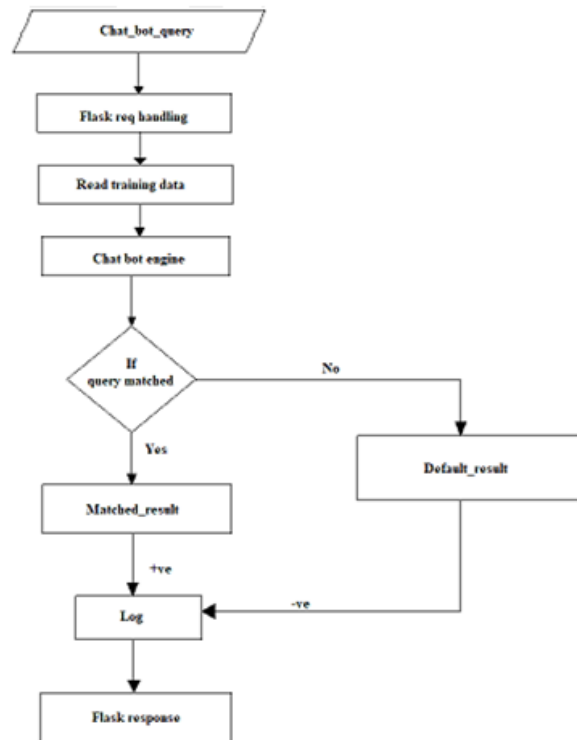 Chat_bot_query
Flask req handling
Read training data
Chat bot engine
If
query matched
No
Yes
Default_result
Matched_result
+ve
-ve
Log
Flask response